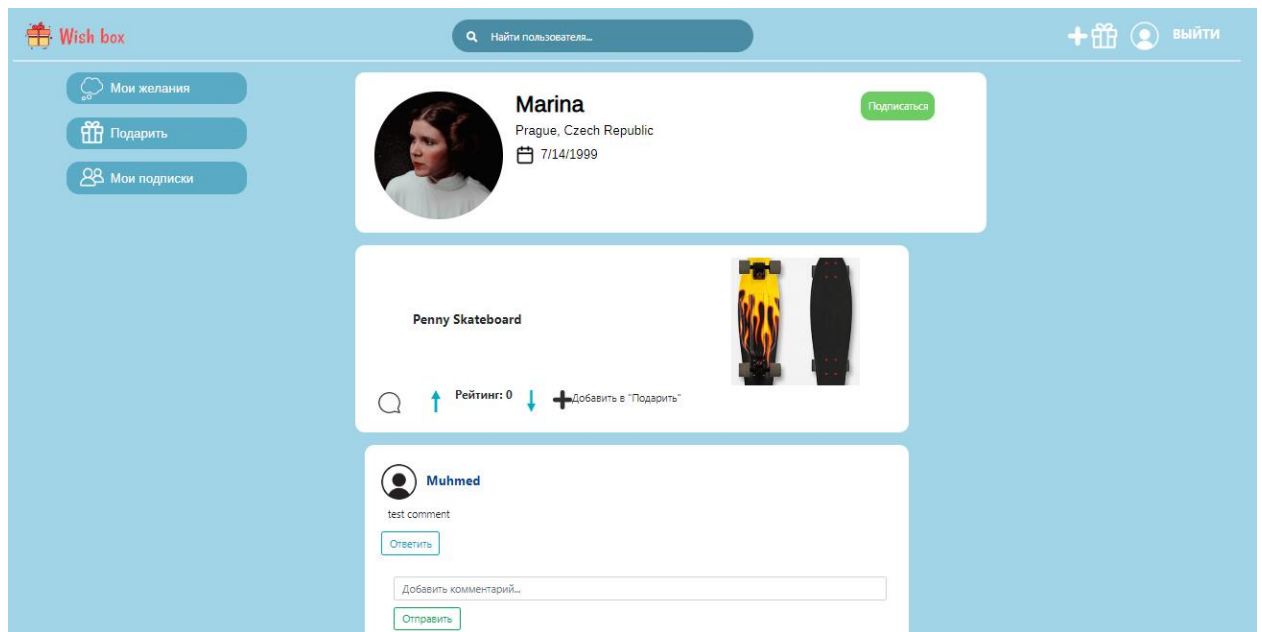 Wish box
Найти пользователя...
ВЫЙТИ
Мои желания
Подарить
Мои подписки
Marina
Подписаться
Prague, Czech Republic
7/14/1999
Penny Skateboard
Рейтинг: 0
Добавить в "Подарить"
Muhmed
test comment
Ответить
Добавить комментарий...
Отправить